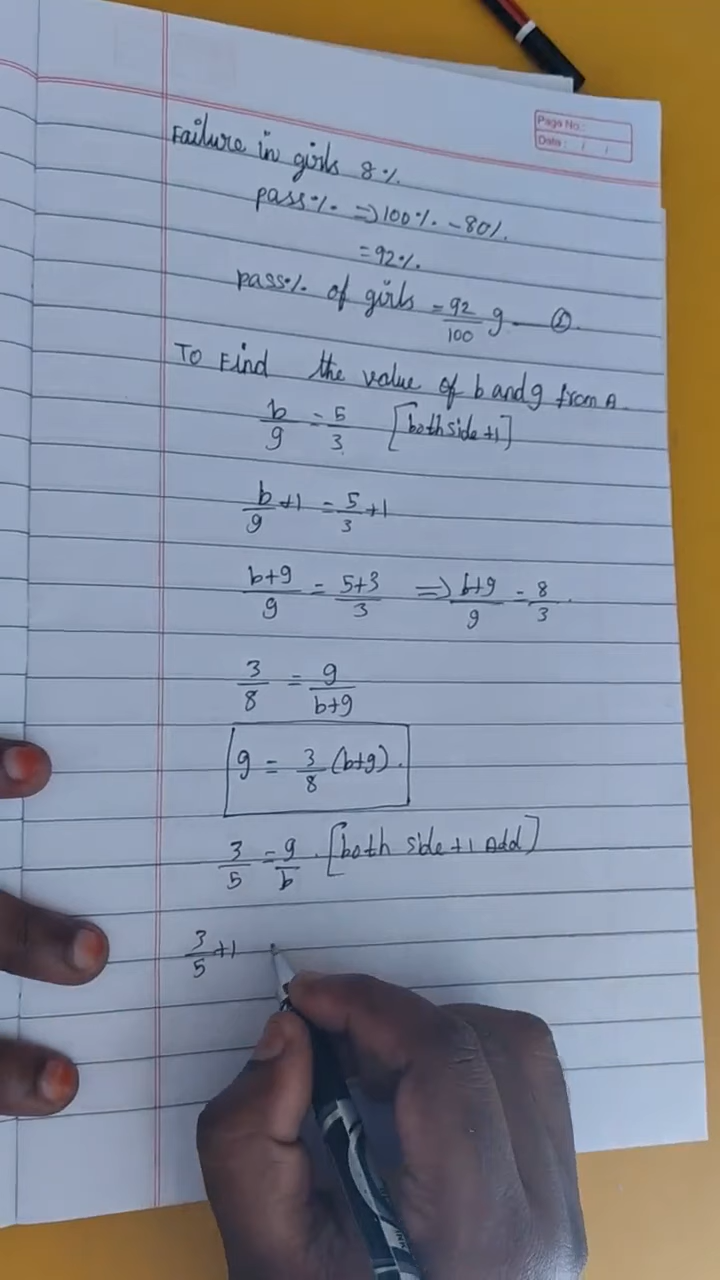 Page No.:
Date: / /
Failure in girls 8%.
pass% ⇒ 100% - 80%.
= 92%.
pass% of girls = 92/100 g — ②.
To Find the value of b and g from A.
b/g = 5/3 [both side +1]
b/g + 1 = 5/3 + 1
b+g/g = 5+3/3 ⇒ b+g/g = 8/3.
3/8 = g/b+g
g = 3/8 (b+g).
3/5 = g/b. [both side +1 Add]
3/5 + 1